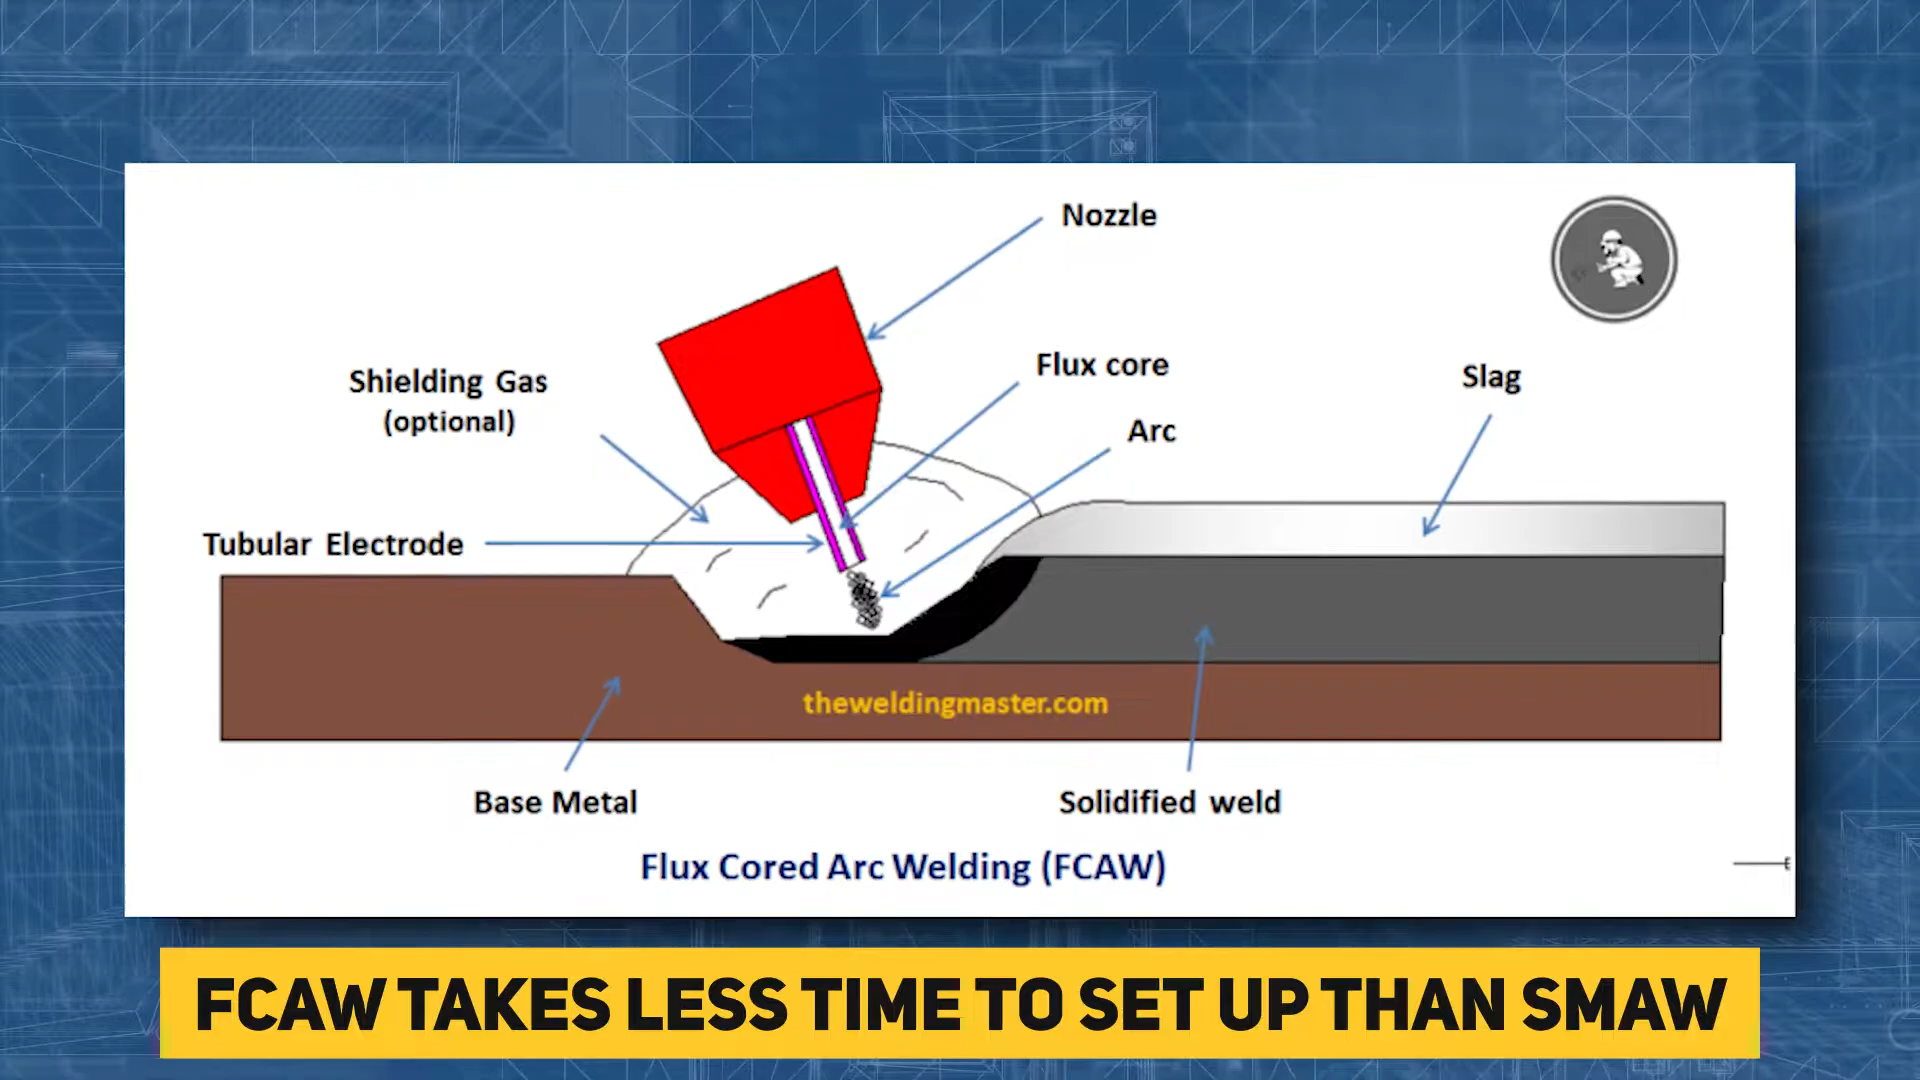 Nozzle
Flux core
Shielding Gas
(optional)
Slag
Arc
Tubular Electrode
theweldingmaster.com
Base Metal
Solidified weld
Flux Cored Arc Welding (FCAW)
FCAW TAKES LESS TIME TO SET UP THAN SMAW